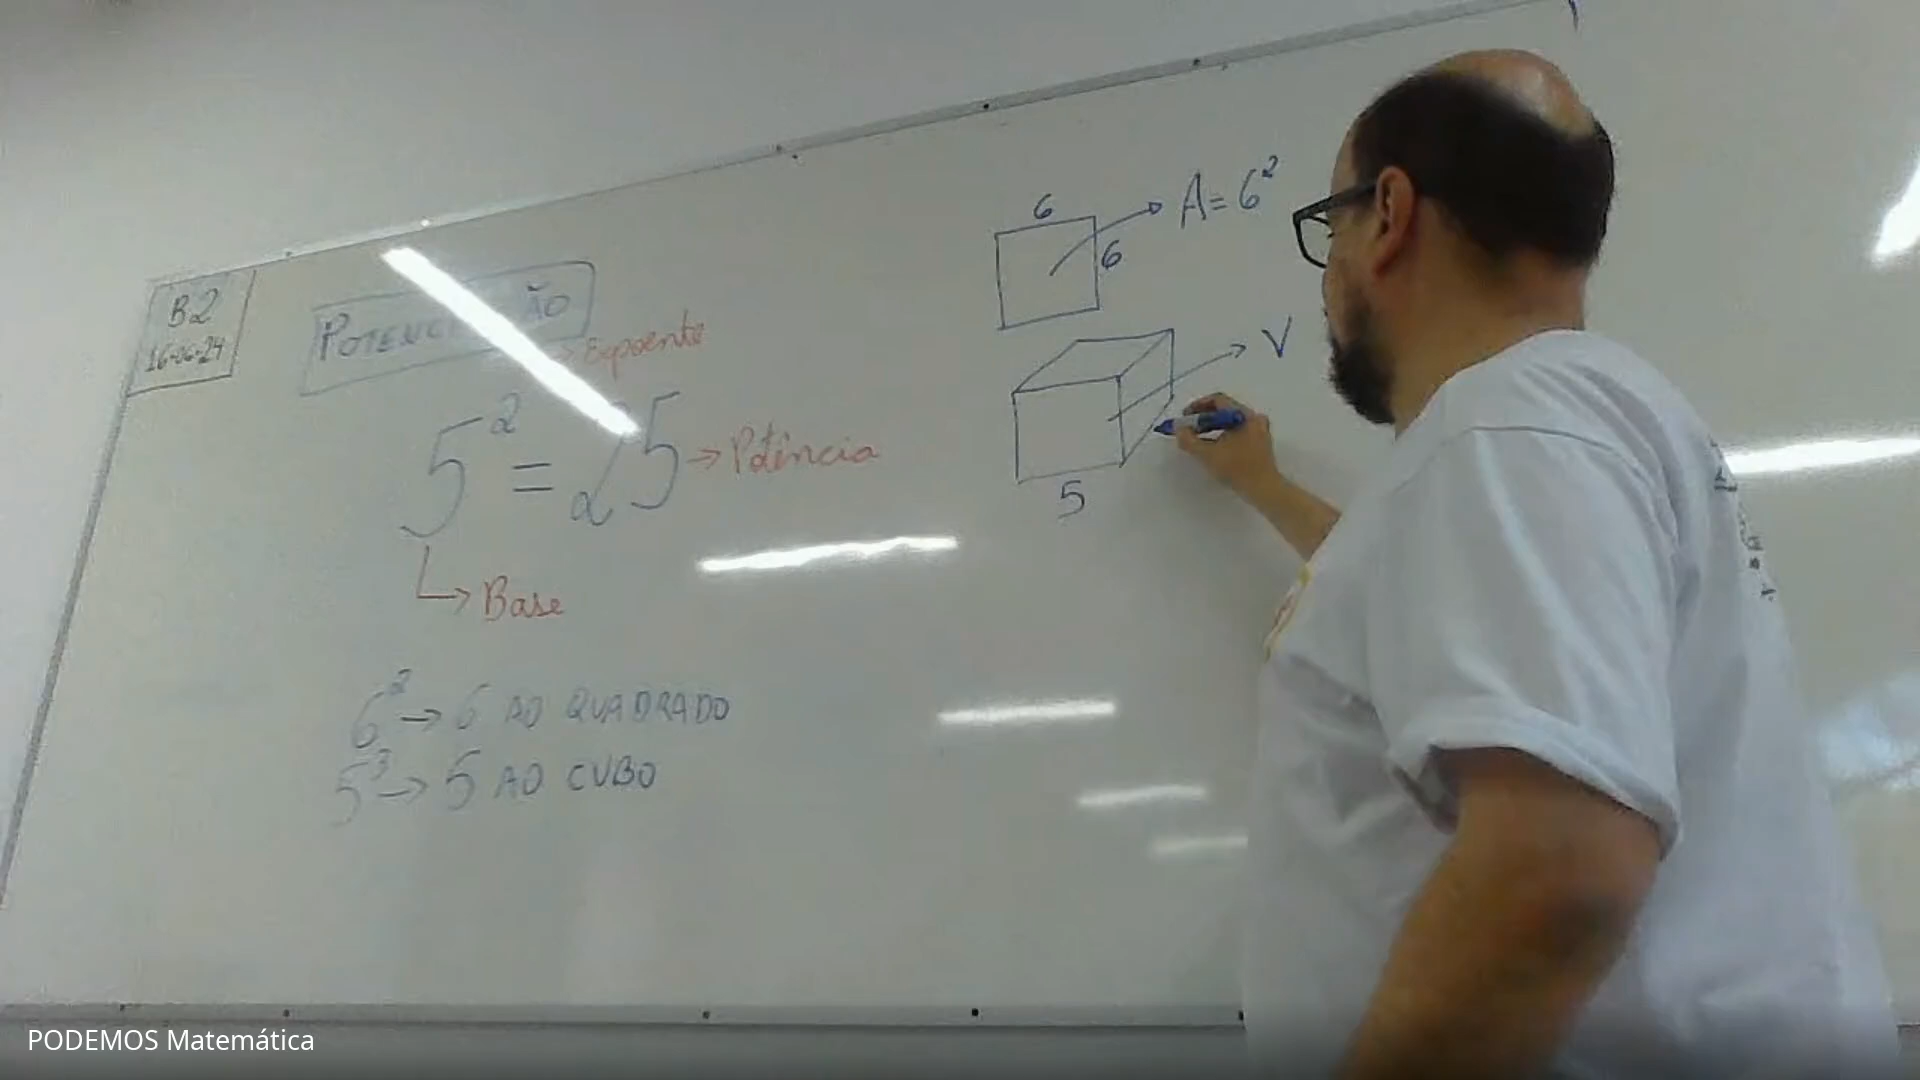 B2
16-06-24
POTENCIAÇÃO
Expoente
5² = 25 → Potência
Base
6² → 6 AO QUADRADO
5³ → 5 AO CUBO
6
6
A = 6²
V
5
PODEMOS Matemática